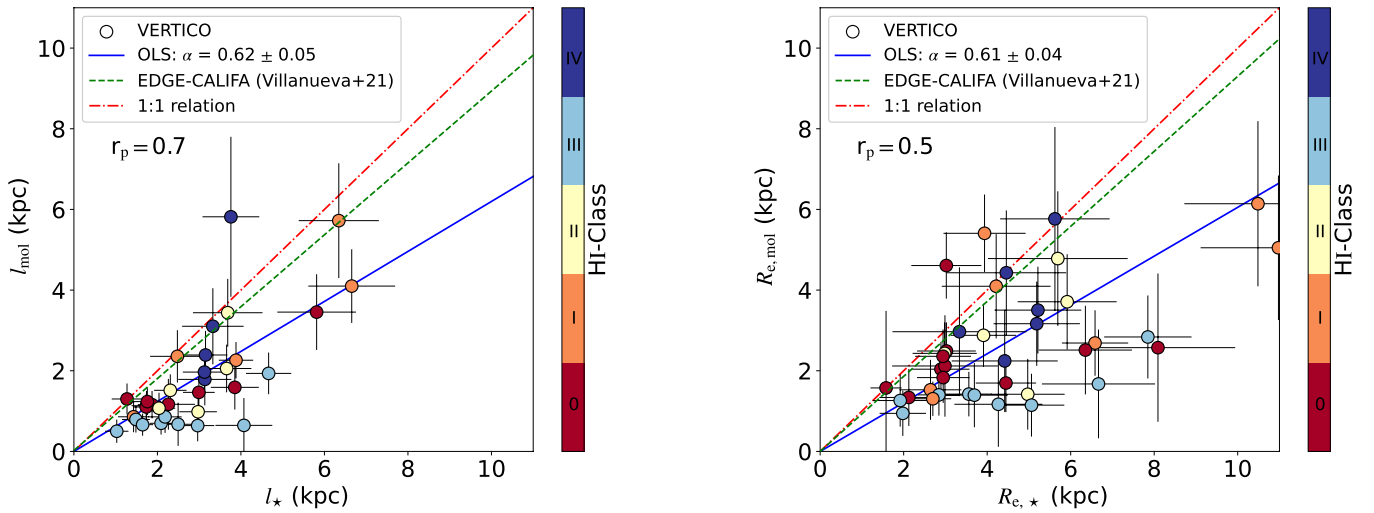 VERTICO
OLS: α = 0.62 ± 0.05
EDGE-CALIFA (Villanueva+21)
1:1 relation
r_p = 0.7
10
8
6
4
2
0
l_mol (kpc)
0 2 4 6 8 10
l_⋆ (kpc)
IV
III
II
I
0
HI-Class
VERTICO
OLS: α = 0.61 ± 0.04
EDGE-CALIFA (Villanueva+21)
1:1 relation
r_p = 0.5
10
8
6
4
2
0
R_e,mol (kpc)
0 2 4 6 8 10
R_e,⋆ (kpc)
IV
III
II
I
0
HI-Class